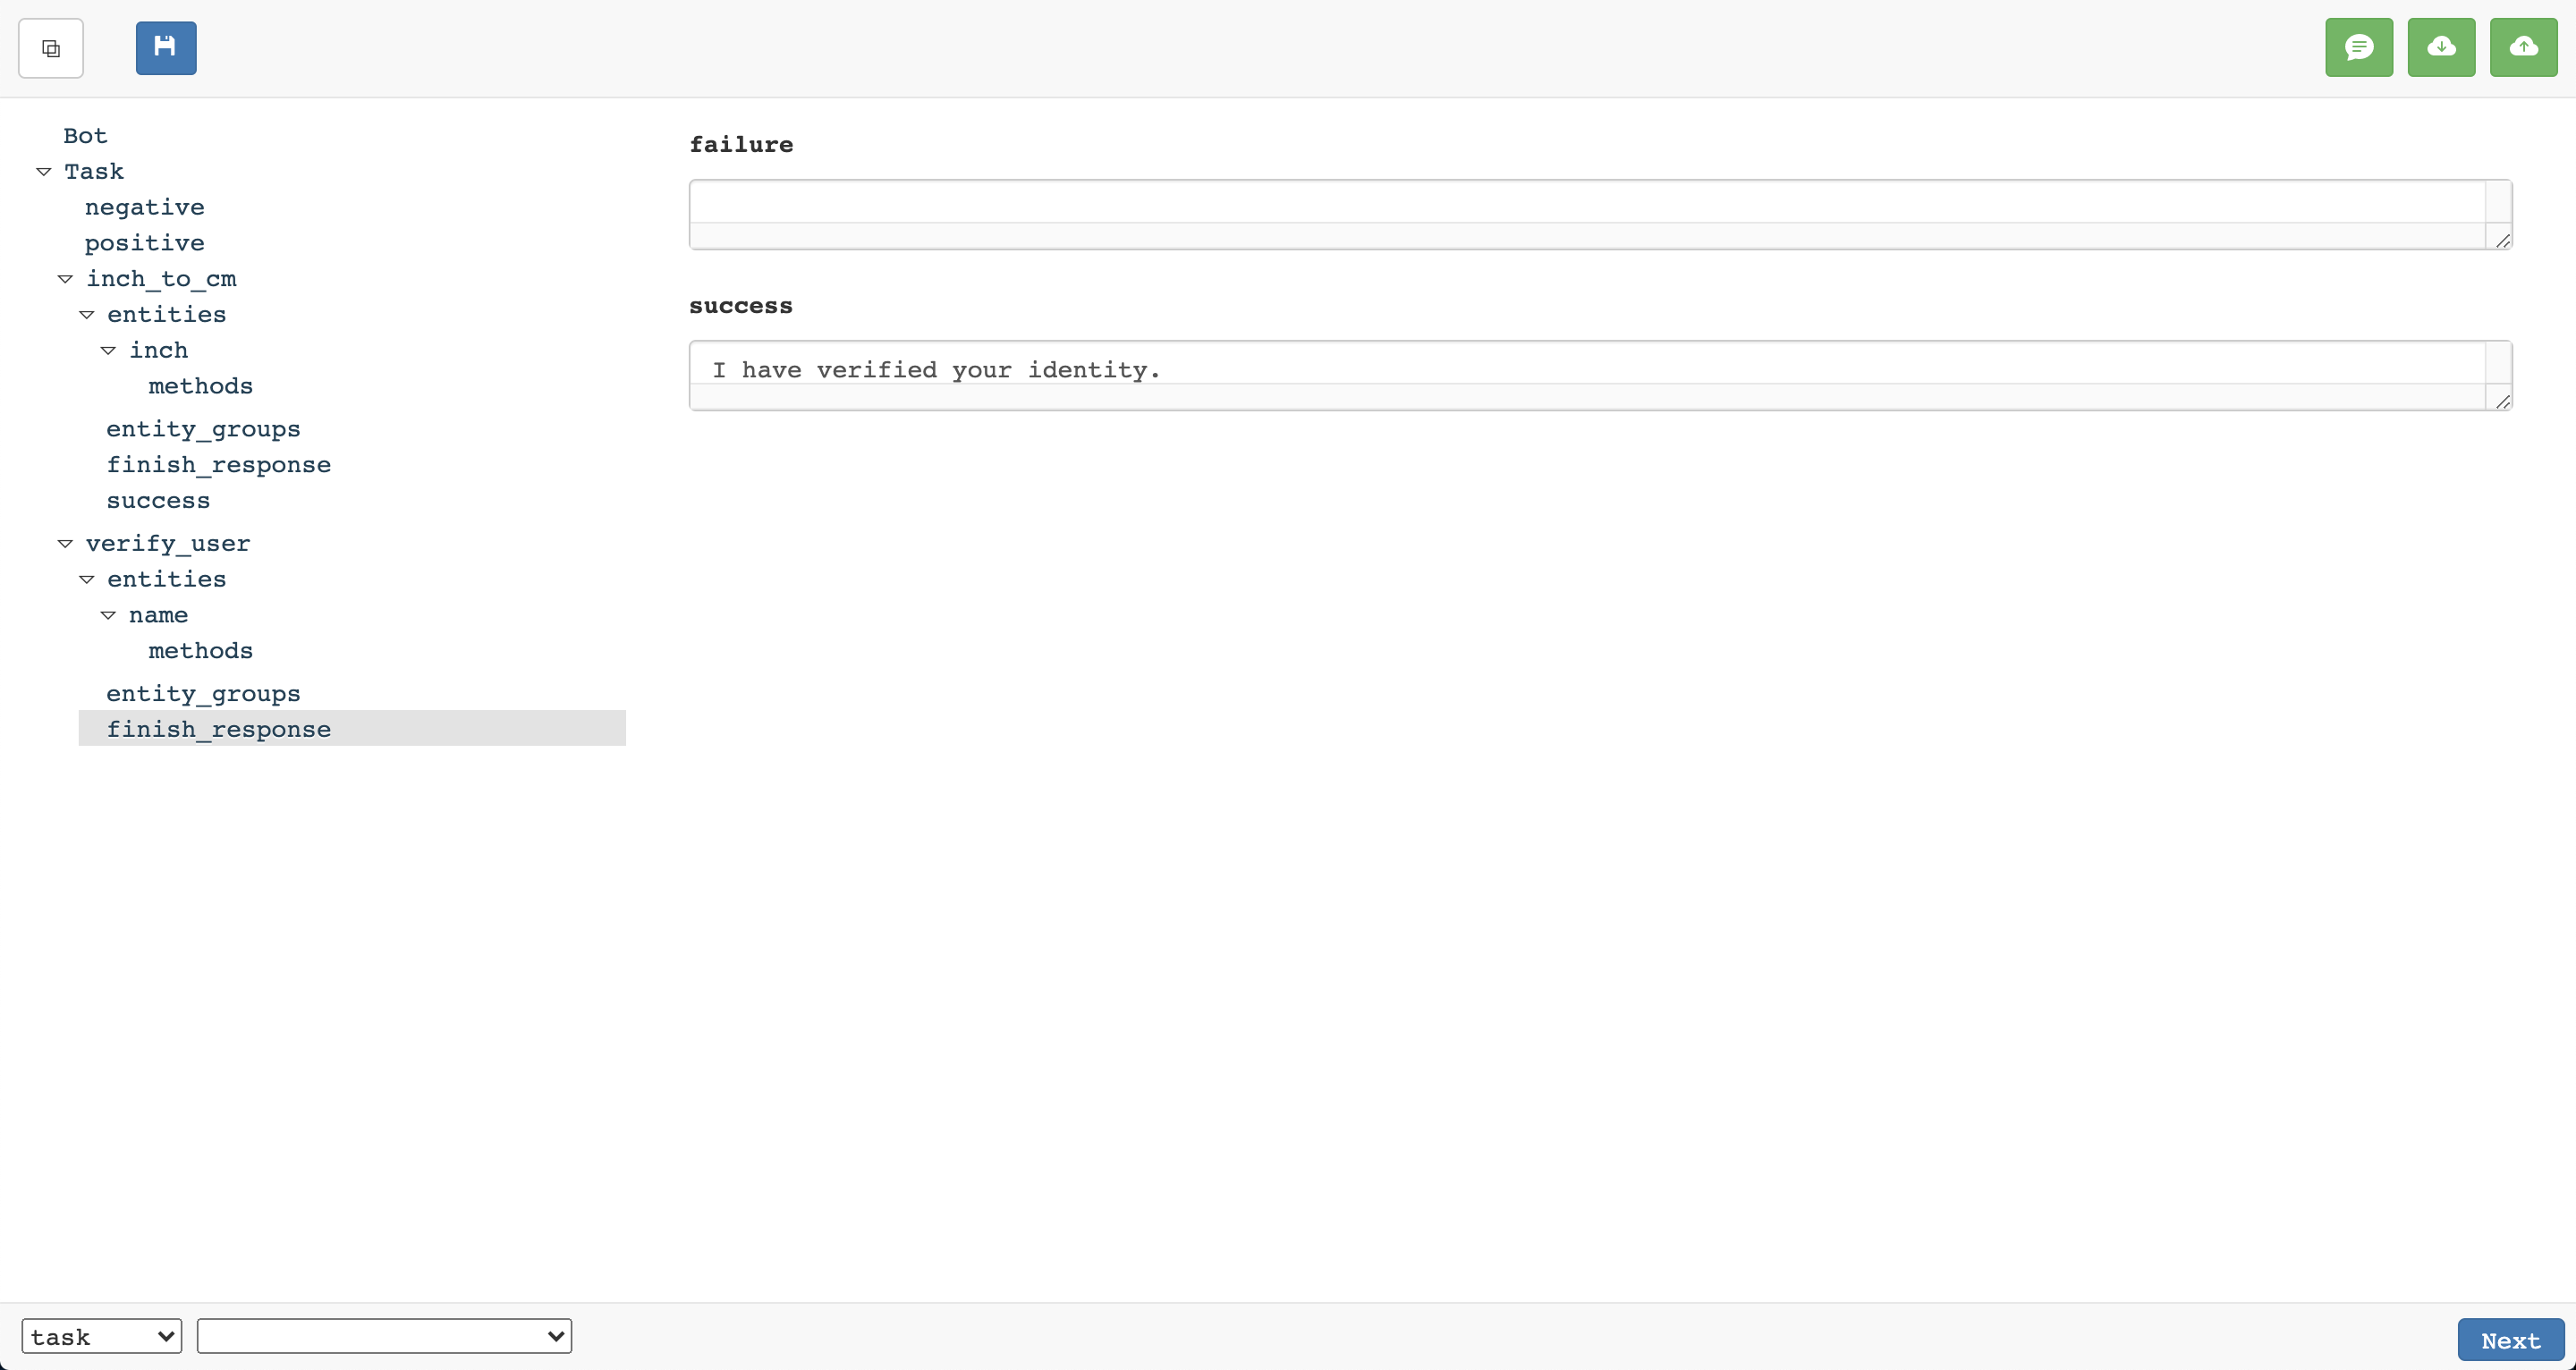 Bot
Task
negative
positive
inch_to_cm
entities
inch
methods
entity_groups
finish_response
success
verify_user
entities
name
methods
entity_groups
finish_response
failure
success
I have verified your identity.
task
Next